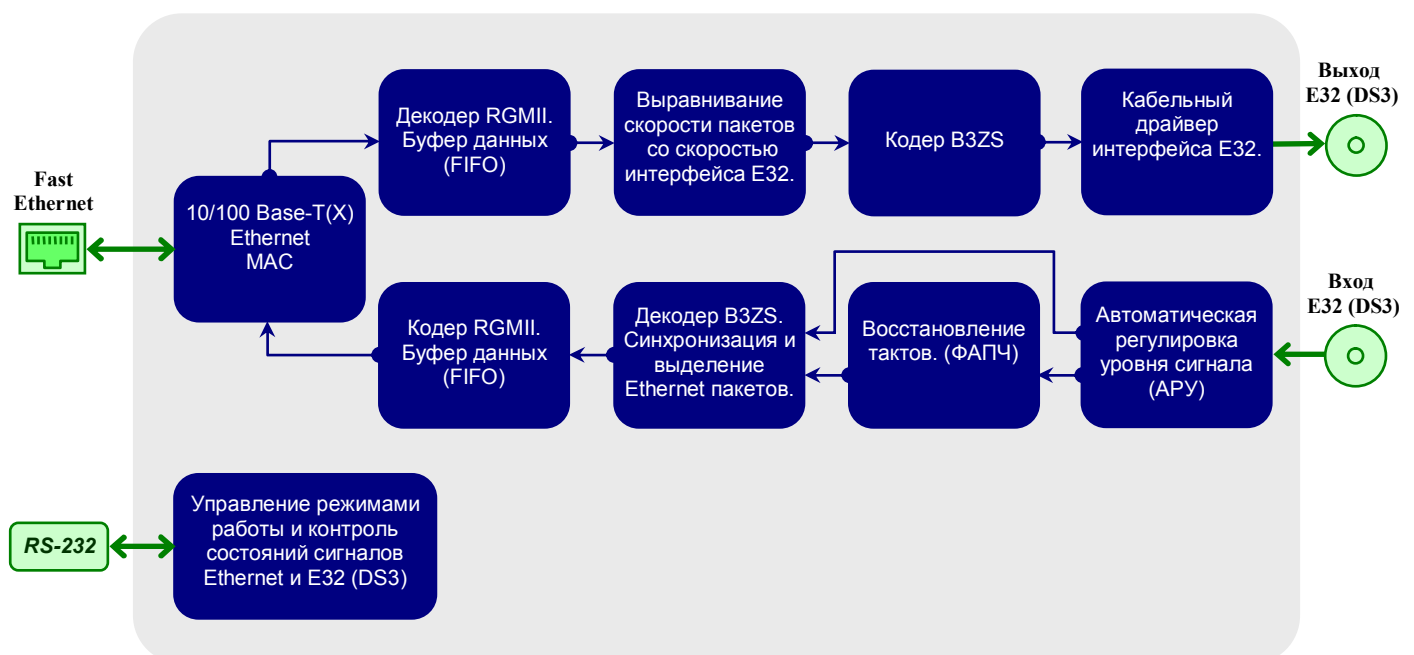 Fast
Ethernet
10/100 Base-T(X)
Ethernet
MAC
Декодер RGMII.
Буфер данных
(FIFO)
Выравнивание
скорости пакетов
со скоростью
интерфейса E32.
Кодер B3ZS
Кабельный
драйвер
интерфейса E32.
Выход
E32 (DS3)
Кодер RGMII.
Буфер данных
(FIFO)
Декодер B3ZS.
Синхронизация и
выделение
Ethernet пакетов.
Восстановление
тактов. (ФАПЧ)
Автоматическая
регулировка
уровня сигнала
(АРУ)
Вход
E32 (DS3)
RS-232
Управление режимами
работы и контроль
состояний сигналов
Ethernet и E32 (DS3)